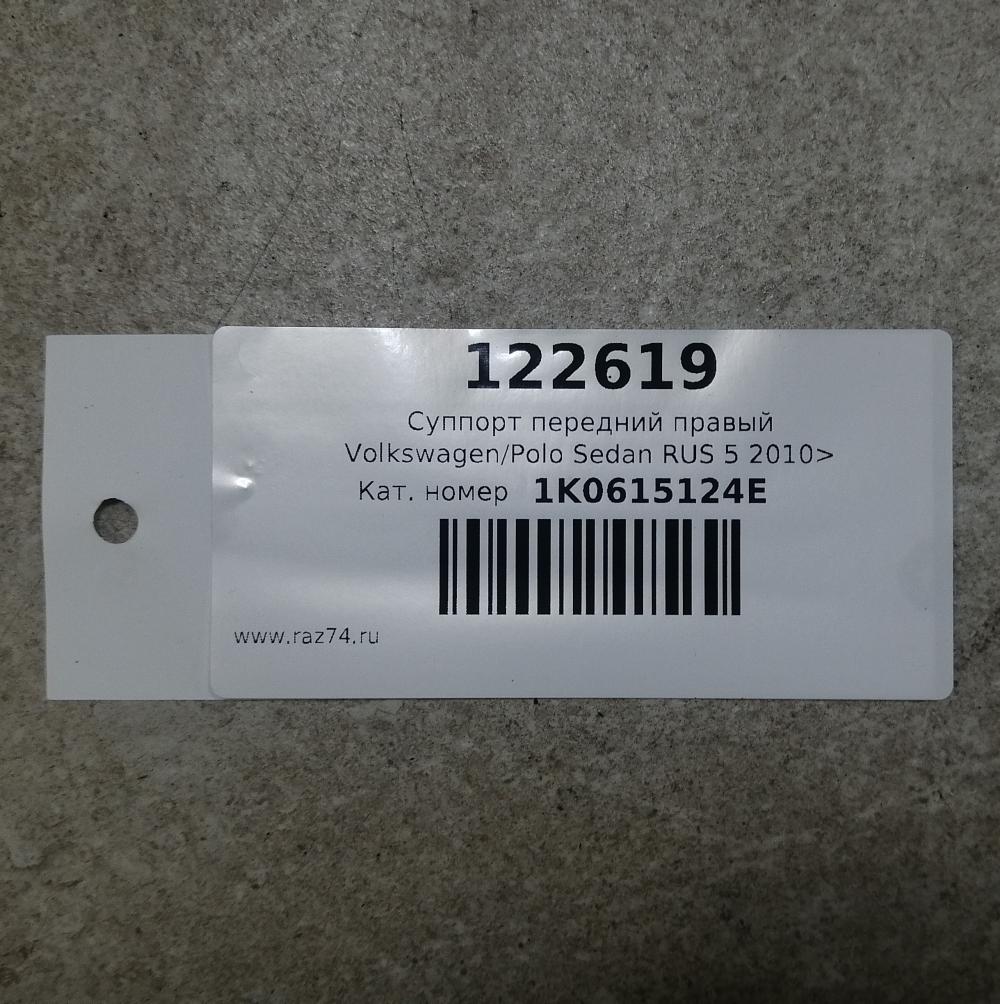 122619
Суппорт передний правый
Volkswagen/Polo Sedan RUS 5 2010>
Кат. номер 1K0615124E
www.raz74.ru